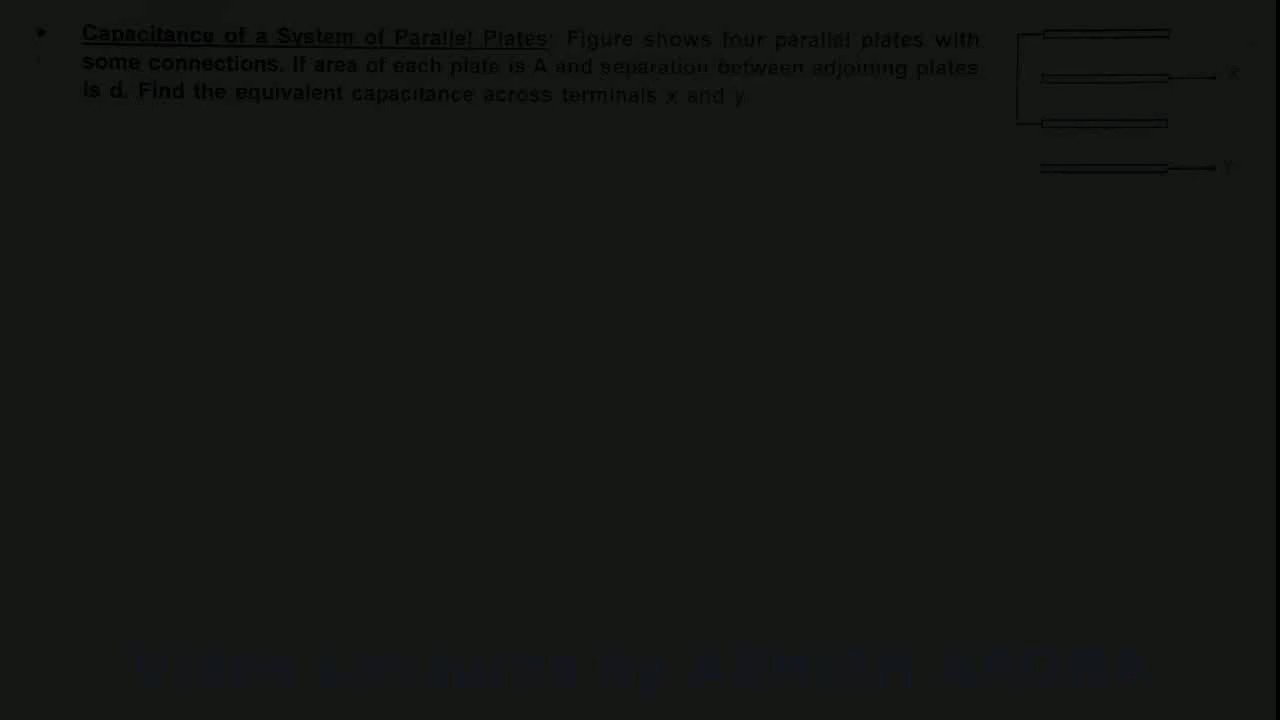 • Capacitance of a System of Parallel Plates: Figure shows four parallel plates with
some connections. If area of each plate is A and separation between adjoining plates
is d. Find the equivalent capacitance across terminals x and y.
x
y